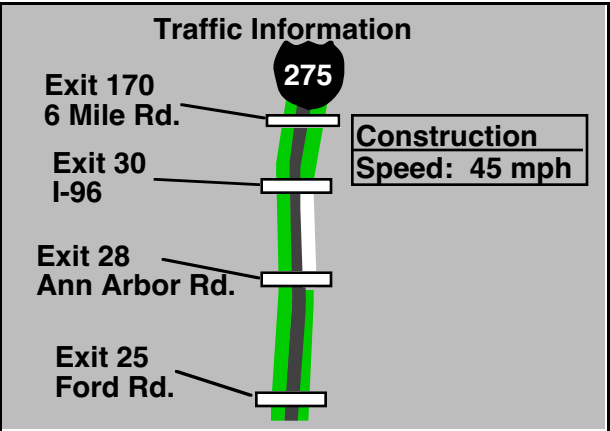 Traffic Information
275
Exit 170
6 Mile Rd.
Construction
Speed: 45 mph
Exit 30
I-96
Exit 28
Ann Arbor Rd.
Exit 25
Ford Rd.